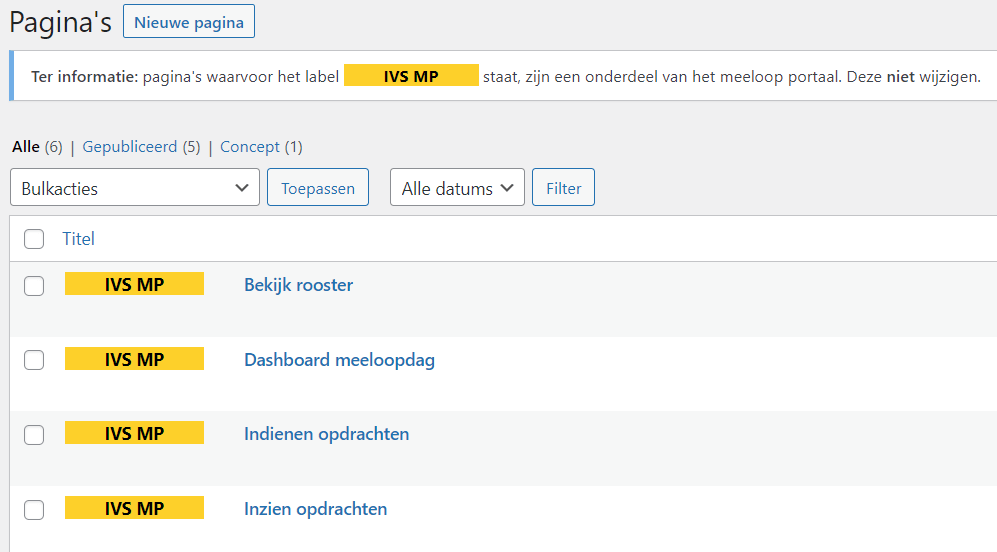 Pagina's Nieuwe pagina
Ter informatie: pagina's waarvoor het label IVS MP staat, zijn een onderdeel van het meeloop portaal. Deze niet wijzigen.
Alle (6) | Gepubliceerd (5) | Concept (1)
Bulkacties Toepassen Alle datums Filter
Titel
IVS MP Bekijk rooster
IVS MP Dashboard meeloopdag
IVS MP Indienen opdrachten
IVS MP Inzien opdrachten